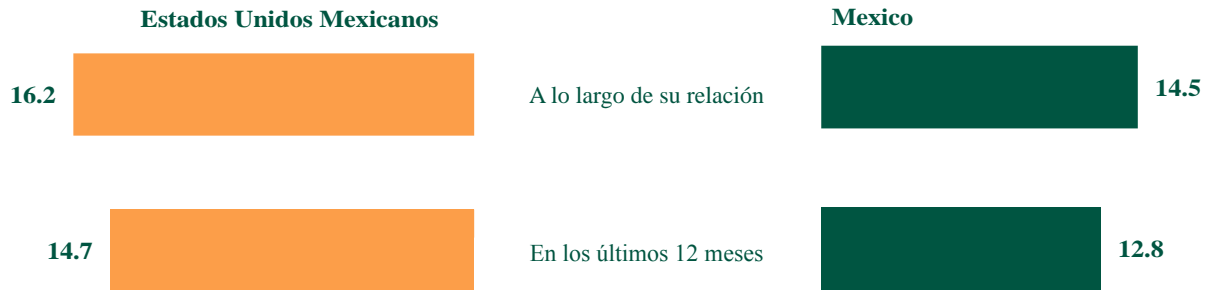 Estados Unidos Mexicanos
Mexico
16.2
A lo largo de su relación
14.5
14.7
En los últimos 12 meses
12.8